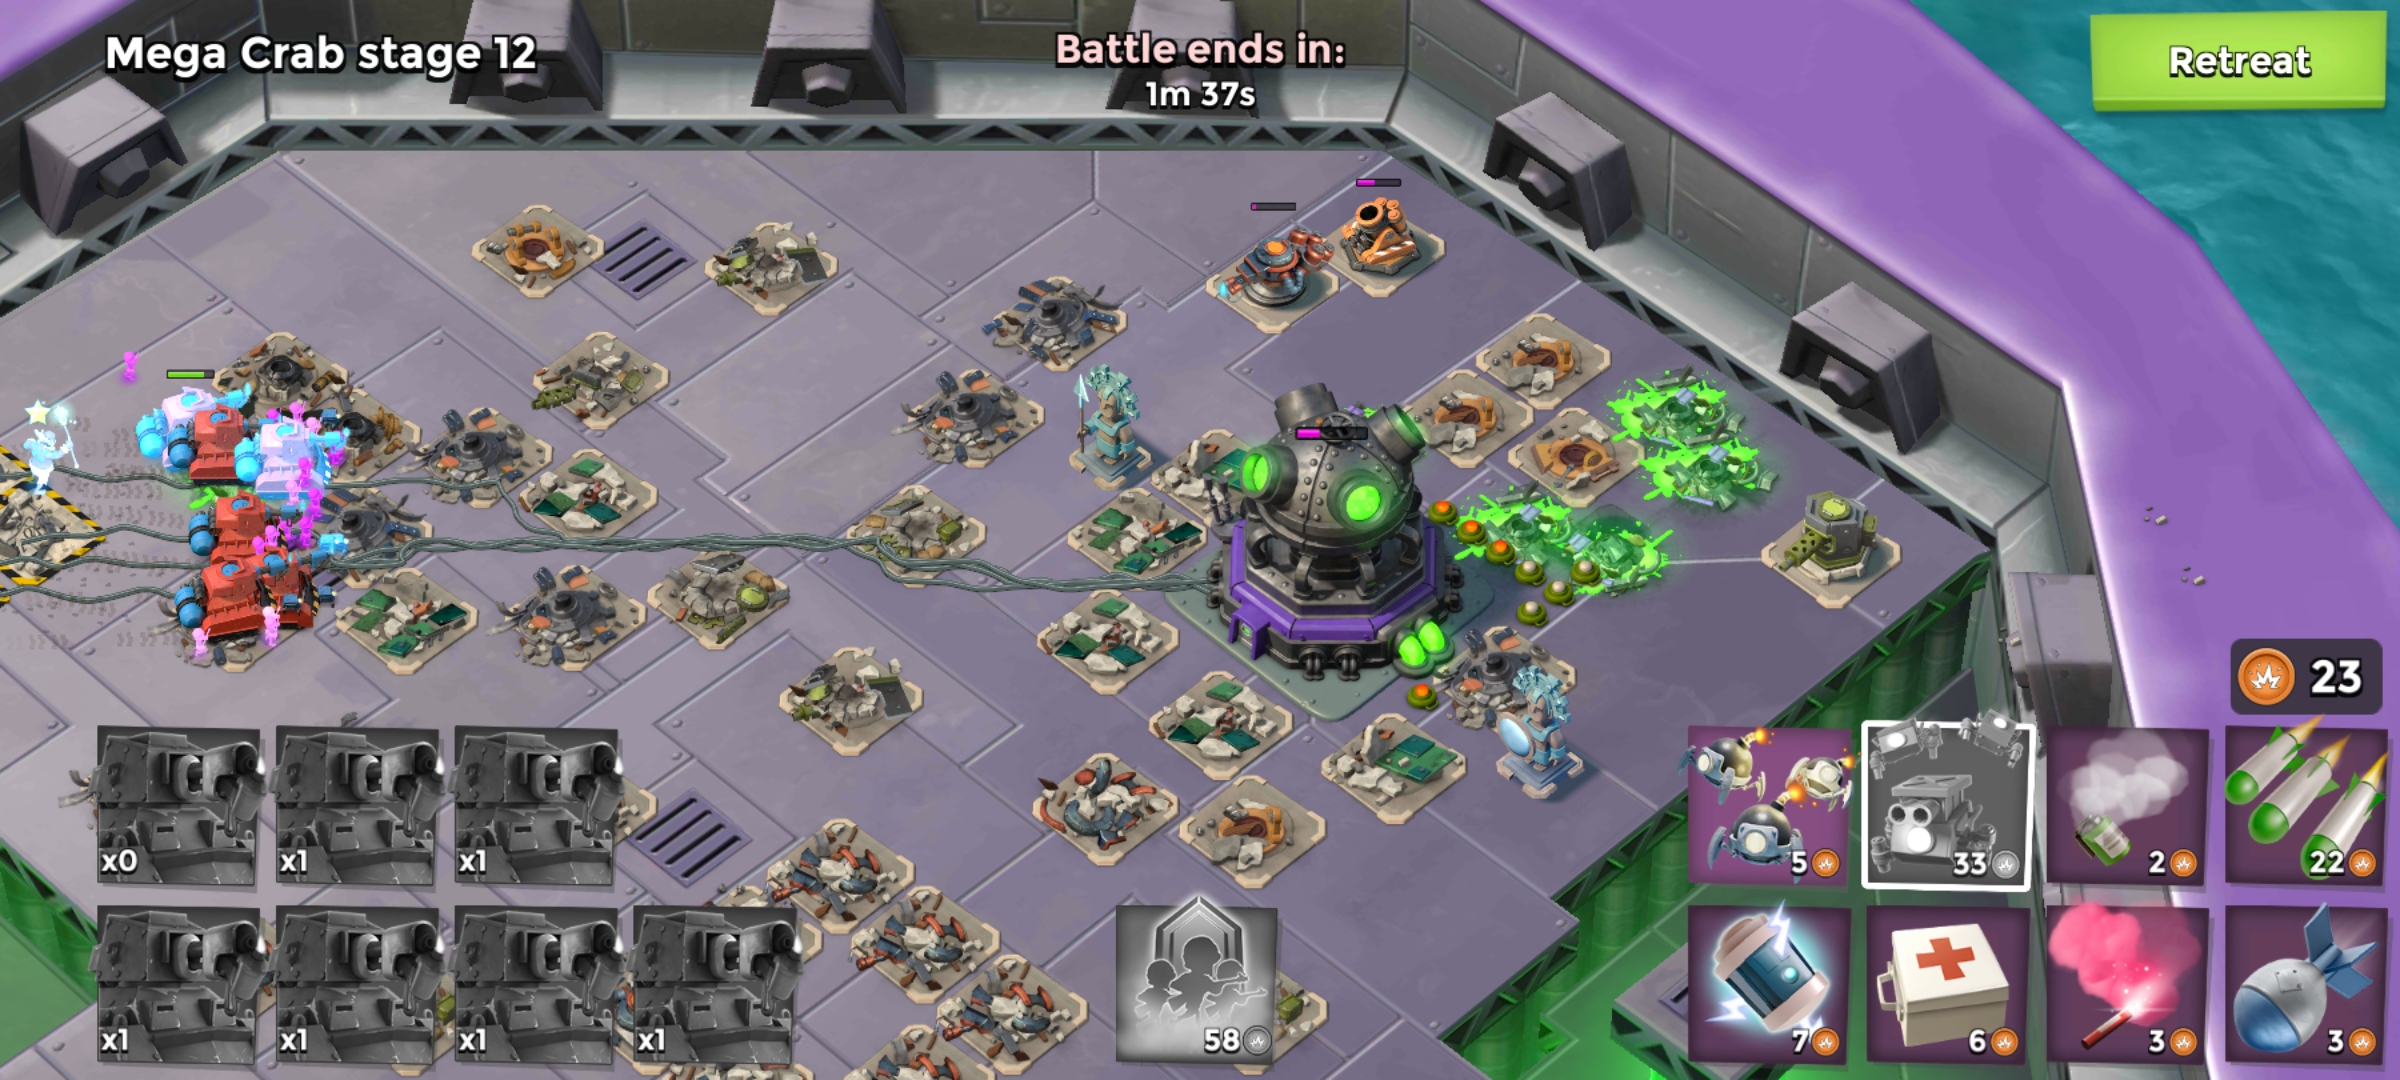 Mega Crab stage 12
Battle ends in:
1m 37s
Retreat
23
5
33
2
22
x0
x1
x1
x1
x1
x1
x1
58
7
6
3
3